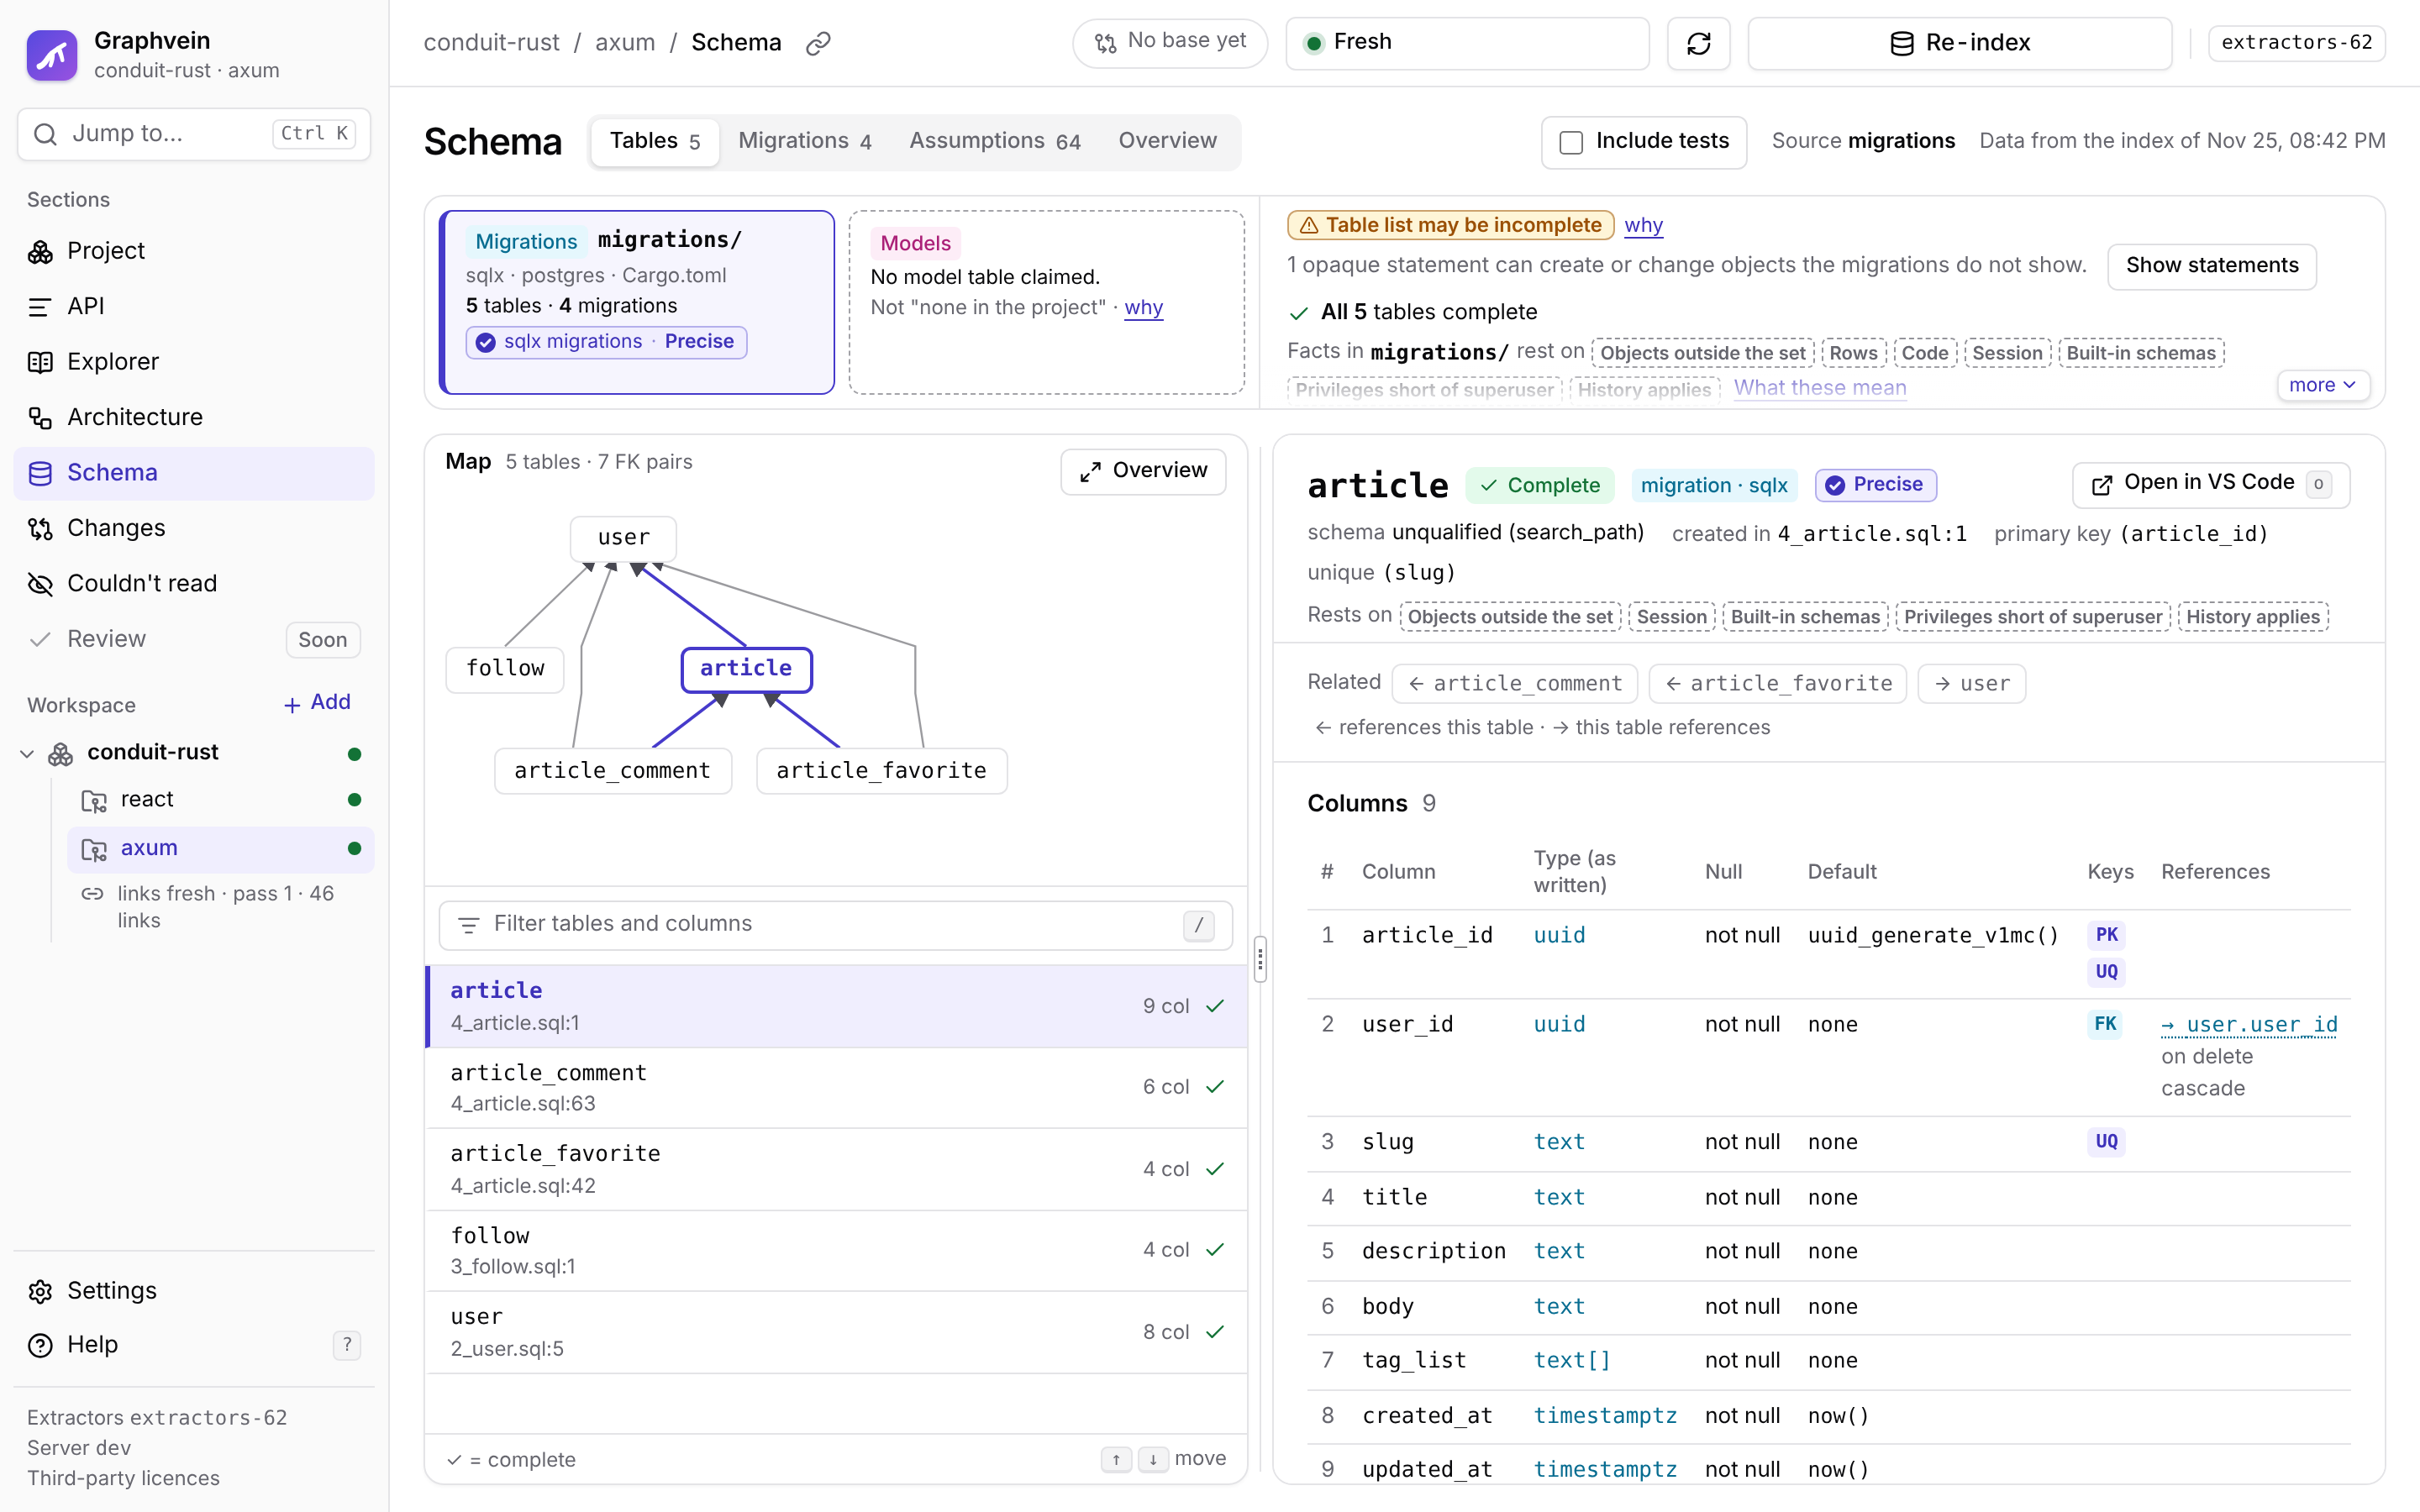 Graphvein
conduit-rust · axum
Jump to... Ctrl K
Sections
Project
API
Explorer
Architecture
Schema
Changes
Couldn't read
Review Soon
Workspace + Add
conduit-rust
react
axum
links fresh · pass 1 · 46
links
Settings
Help ?
Extractors extractors-62
Server dev
Third-party licences
conduit-rust / axum / Schema
No base yet
Fresh
Re-index
extractors-62
Schema
Tables 5 Migrations 4 Assumptions 64 Overview
Include tests
Source migrations Data from the index of Nov 25, 08:42 PM
Migrations migrations/
sqlx · postgres · Cargo.toml
5 tables · 4 migrations
sqlx migrations · Precise
Models
No model table claimed.
Not "none in the project" · why
Table list may be incomplete why
1 opaque statement can create or change objects the migrations do not show. Show statements
All 5 tables complete
Facts in migrations/ rest on Objects outside the set Rows Code Session Built-in schemas
Privileges short of superuser History applies What these mean
more
Map 5 tables · 7 FK pairs
Overview
user
follow article
article_comment article_favorite
Filter tables and columns /
article
4_article.sql:1
9 col ✓
article_comment
4_article.sql:63
6 col ✓
article_favorite
4_article.sql:42
4 col ✓
follow
3_follow.sql:1
4 col ✓
user
2_user.sql:5
8 col ✓
✓ = complete ↑ ↓ move
article ✓ Complete migration · sqlx Precise
Open in VS Code O
schema unqualified (search_path) created in 4_article.sql:1 primary key (article_id)
unique (slug)
Rests on Objects outside the set Session Built-in schemas Privileges short of superuser History applies
Related ← article_comment ← article_favorite → user
← references this table · → this table references
Columns 9
# Column Type (as written) Null Default Keys References
1 article_id uuid not null uuid_generate_v1mc() PK UQ
2 user_id uuid not null none FK → user.user_id
on delete
cascade
3 slug text not null none UQ
4 title text not null none
5 description text not null none
6 body text not null none
7 tag_list text[] not null none
8 created_at timestamptz not null now()
9 updated_at timestamptz not null now()